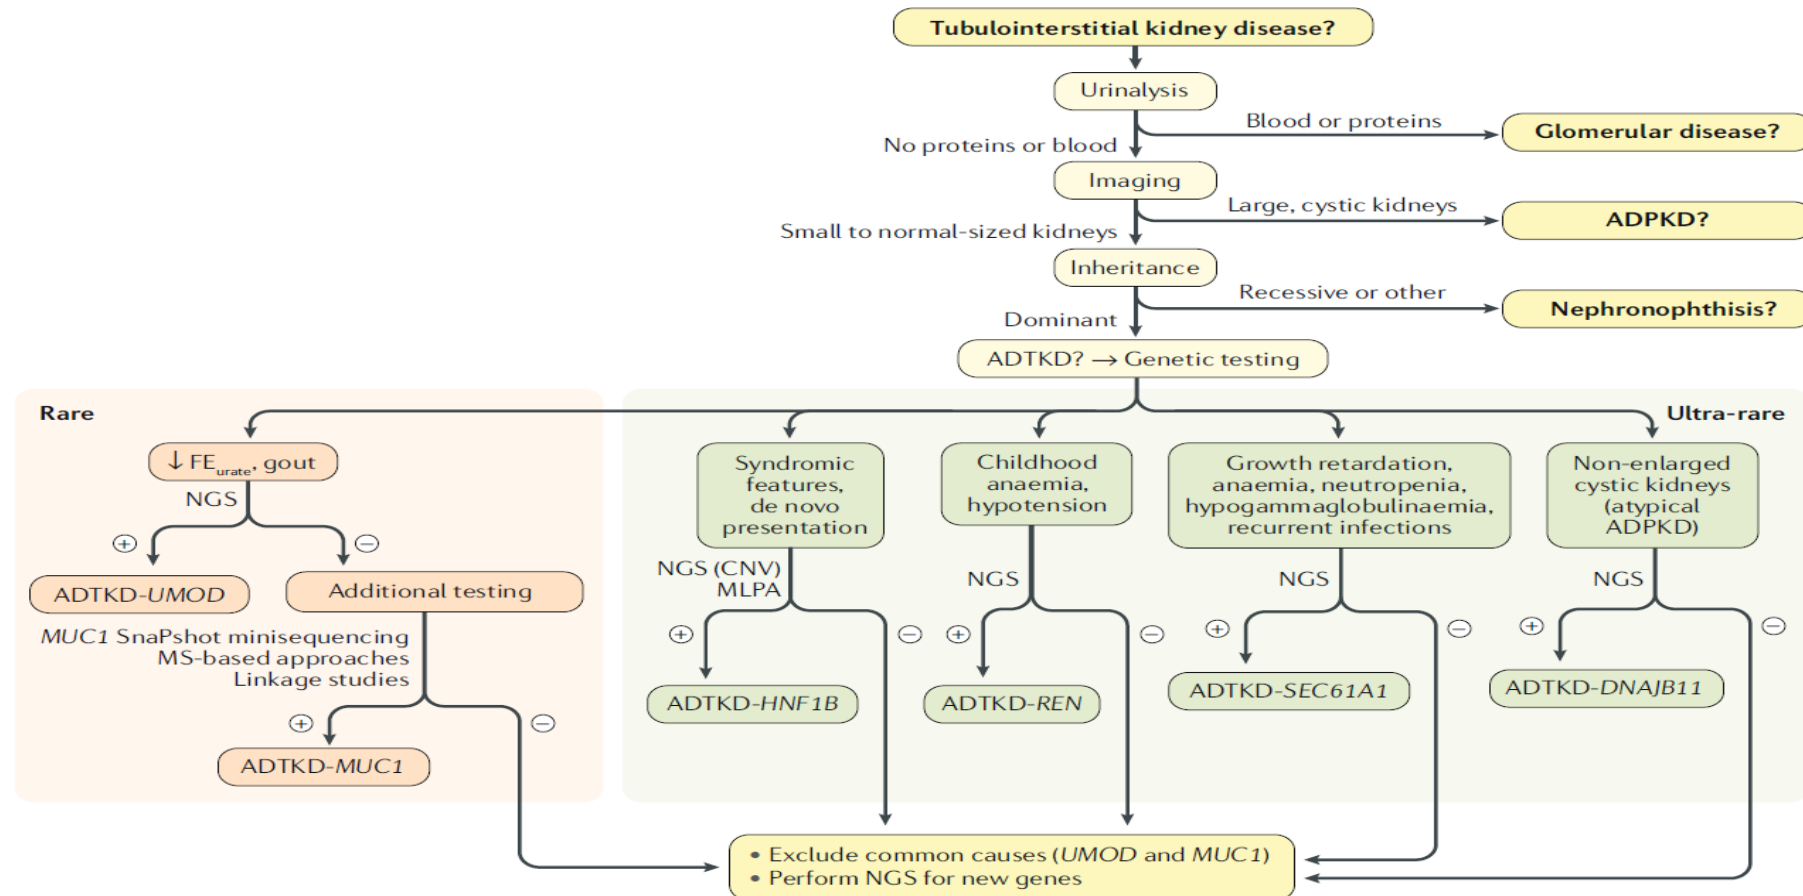 Tubulointerstitial kidney disease?
Urinalysis
Blood or proteins
Glomerular disease?
No proteins or blood
Imaging
Large, cystic kidneys
ADPKD?
Small to normal-sized kidneys
Inheritance
Recessive or other
Nephronophthisis?
Dominant
ADTKD? → Genetic testing
Rare
Ultra-rare
↓ FEurate, gout
NGS
+
−
ADTKD-UMOD
Additional testing
MUC1 SnaPshot minisequencing
MS-based approaches
Linkage studies
+
−
ADTKD-MUC1
Syndromic
features,
de novo
presentation
NGS (CNV)
MLPA
+
−
ADTKD-HNF1B
Childhood
anaemia,
hypotension
NGS
+
−
ADTKD-REN
Growth retardation,
anaemia, neutropenia,
hypogammaglobulinaemia,
recurrent infections
NGS
+
−
ADTKD-SEC61A1
Non-enlarged
cystic kidneys
(atypical
ADPKD)
NGS
+
−
ADTKD-DNAJB11
• Exclude common causes (UMOD and MUC1)
• Perform NGS for new genes